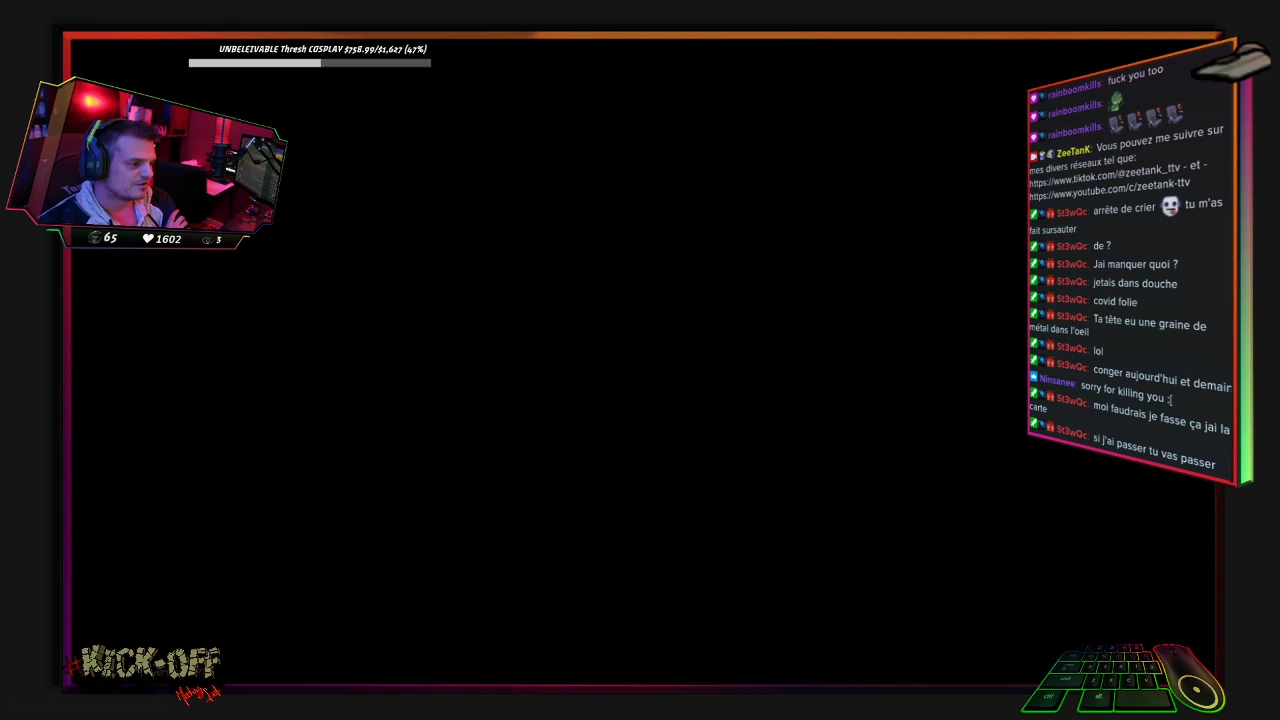 UNBELEIVABLE Thresh COSPLAY $758.99/$1,627 (47%)
65
1602
3
rainboomkills: fuck you too
rainboomkills:
rainboomkills:
ZeeTanK: Vous pouvez me suivre sur
mes divers réseaux tel que:
https://www.tiktok.com/@zeetank_ttv - et -
https://www.youtube.com/c/zeetank-ttv
St3wQc: arrête de crier tu m'as
fait sursauter
St3wQc: de ?
St3wQc: Jai manquer quoi ?
St3wQc: jetais dans douche
St3wQc: covid folie
St3wQc: Ta tête eu une graine de
métal dans l'oeil
St3wQc: lol
St3wQc: conger aujourd'hui et demain
Ninsanee: sorry for killing you :[
St3wQc: moi faudrais je fasse ça jai la
carte
St3wQc: si j'ai passer tu vas passer
#KICK-OFF
ctrl
alt